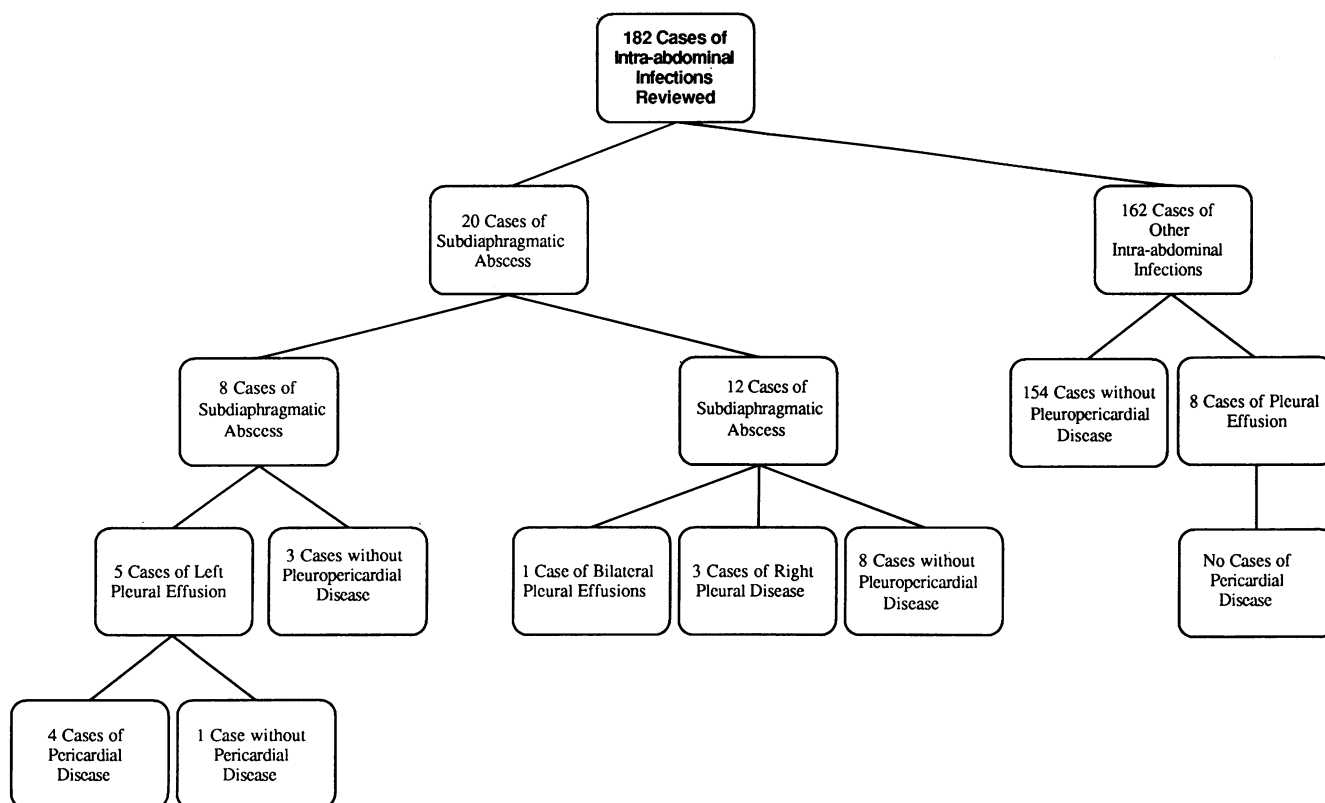 182 Cases of
Intra-abdominal
Infections
Reviewed
20 Cases of
Subdiaphragmatic
Abscess
162 Cases of
Other
Intra-abdominal
Infections
8 Cases of
Subdiaphragmatic
Abscess
12 Cases of
Subdiaphragmatic
Abscess
154 Cases without
Pleuropericardial
Disease
8 Cases of Pleural
Effusion
5 Cases of Left
Pleural Effusion
3 Cases without
Pleuropericardial
Disease
1 Case of Bilateral
Pleural Effusions
3 Cases of Right
Pleural Disease
8 Cases without
Pleuropericardial
Disease
No Cases of
Pericardial
Disease
4 Cases of
Pericardial
Disease
1 Case without
Pericardial
Disease